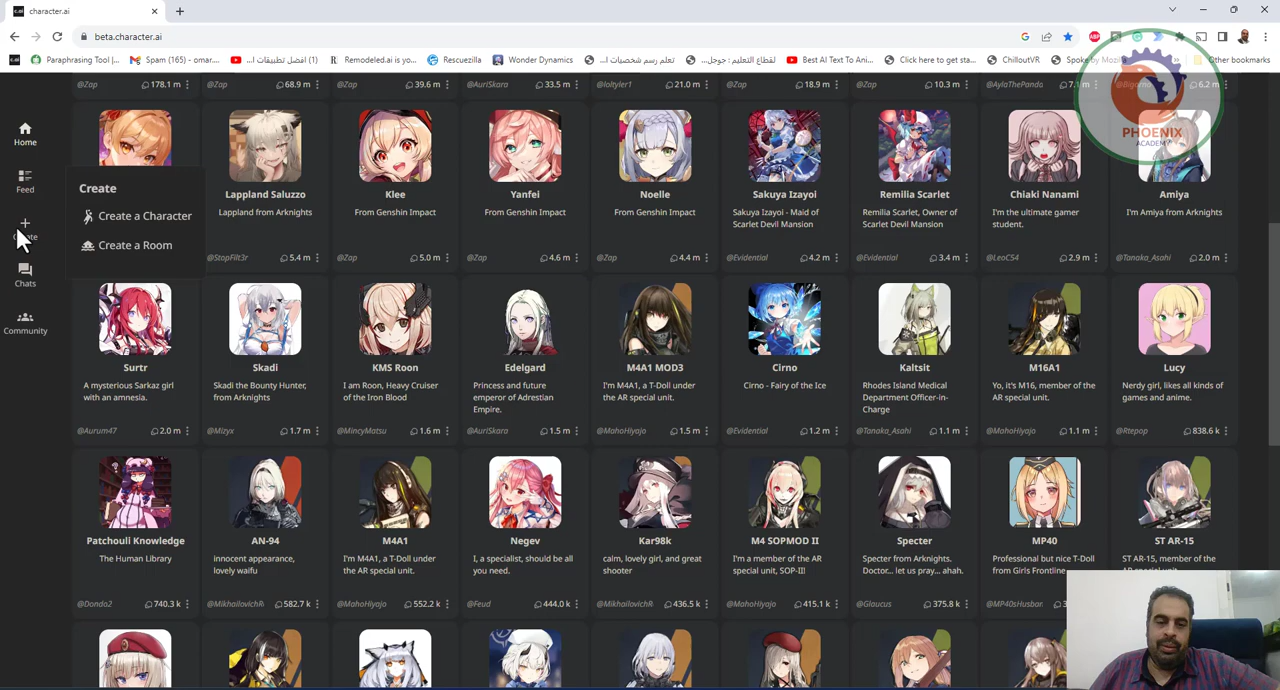 character.ai
beta.character.ai
Paraphrasing Tool |...
Spam (165) - omar....
Remodeled.ai is yo...
Rescuezilla
Wonder Dynamics
Best AI Text To Ani...
Click here to get sta...
ChilloutVR
Spoke by Mozil
Other bookmarks
@Zap 178.1 m
@Zap 68.9 m
@Zap 39.6 m
@AuriSkara 33.5 m
@loltyler1 21.0 m
@Zap 18.9 m
@Zap 10.3 m
@AylaThePanda
6.2
PHOENIX
ACADEMY
Home
Feed
Chats
Community
Create
Create a Character
Create a Room
Lappland Saluzzo
Lappland from Arknights
@StopFilt3r 5.4 m
Klee
From Genshin Impact
@Zap 5.0 m
Yanfei
From Genshin Impact
@Zap 4.6 m
Noelle
From Genshin Impact
@Zap 4.4 m
Sakuya Izayoi
Sakuya Izayoi - Maid of
Scarlet Devil Mansion
@Evidential 4.2 m
Remilia Scarlet
Remilia Scarlet, Owner of
Scarlet Devil Mansion
@Evidential 3.4 m
Chiaki Nanami
I'm the ultimate gamer
student.
@LeoC54 2.9 m
Amiya
I'm Amiya from Arknights
@Tanaka_Asahi 2.0 m
Surtr
A mysterious Sarkaz girl
with an amnesia.
@Aurum47 2.0 m
Skadi
Skadi the Bounty Hunter,
from Arknights
@Mizyx 1.7 m
KMS Roon
I am Roon, Heavy Cruiser
of the Iron Blood
@MincyMatsu 1.6 m
Edelgard
Princess and future
emperor of Adrestian
Empire.
@AuriSkara 1.5 m
M4A1 MOD3
I'm M4A1, a T-Doll under
the AR special unit.
@MahoHiyajo 1.5 m
Cirno
Cirno - Fairy of the Ice
@Evidential 1.2 m
Kaltsit
Rhodes Island Medical
Department Officer-in-
Charge
@Tanaka_Asahi 1.1 m
M16A1
Yo, it's M16, member of the
AR special unit.
@MahoHiyajo 1.1 m
Lucy
Nerdy girl, likes all kinds of
games and anime.
@Rtepop 838.6 k
Patchouli Knowledge
The Human Library
@Dondo2 740.3 k
AN-94
innocent appearance,
lovely waifu
@MikhailovichR 582.7 k
M4A1
I'm M4A1, a T-Doll under
the AR special unit.
@MahoHiyajo 552.2 k
Negev
I, a specialist, should be all
you need.
@Feud 444.0 k
Kar98k
calm, lovely girl, and great
shooter
@MikhailovichR 436.5 k
M4 SOPMOD II
I'm a member of the AR
special unit, SOP-II!
@MahoHiyajo 415.1 k
Specter
Specter from Arknights.
Doctor... let us pray... ahah.
@Glaucus 375.8 k
MP40
Professional but nice T-Doll
from Girls Frontline
@MP40sHusban
ST AR-15
ST AR-15, member of the